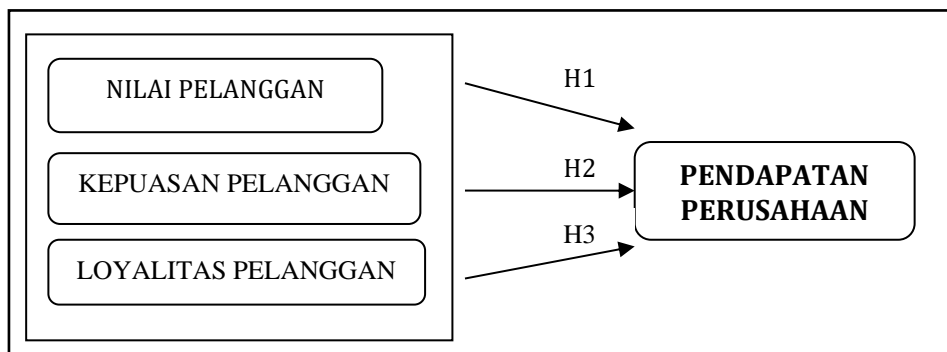 NILAI PELANGGAN
H1
KEPUASAN PELANGGAN
H2
PENDAPATAN
PERUSAHAAN
H3
LOYALITAS PELANGGAN